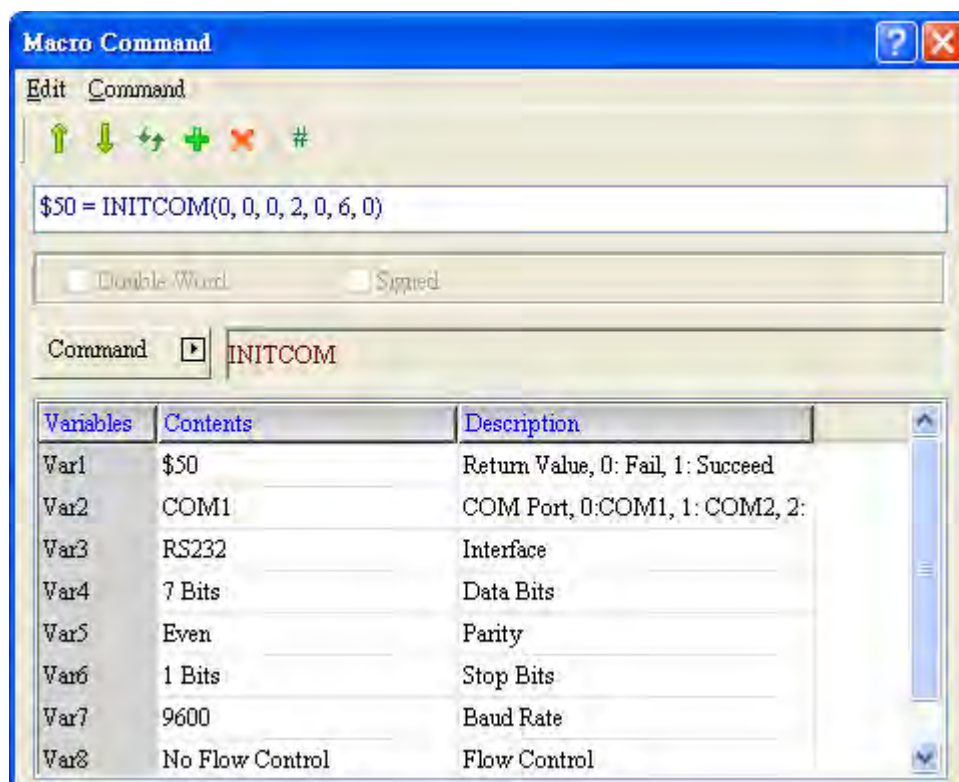 Macro Command
Edit Command
#
$50 = INITCOM(0, 0, 0, 2, 0, 6, 0)
Double Word Signed
Command INITCOM
Variables Contents Description
Var1 $50 Return Value, 0: Fail, 1: Succeed
Var2 COM1 COM Port, 0:COM1, 1: COM2, 2:
Var3 RS232 Interface
Var4 7 Bits Data Bits
Var5 Even Parity
Var6 1 Bits Stop Bits
Var7 9600 Baud Rate
Var8 No Flow Control Flow Control